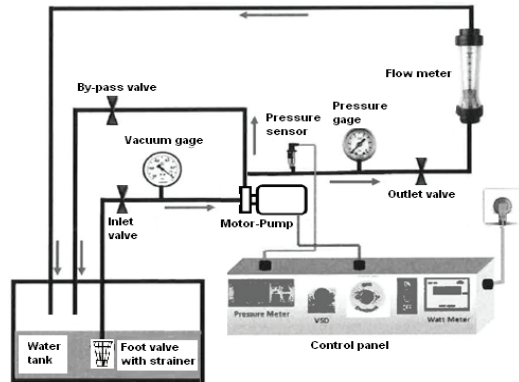 Flow meter
By-pass valve
Pressure
sensor
Pressure
gage
Vacuum gage
Outlet valve
Inlet
valve
Motor-Pump
Pressure Meter
VSD
Watt Meter
Control panel
Water
tank
Foot valve
with strainer